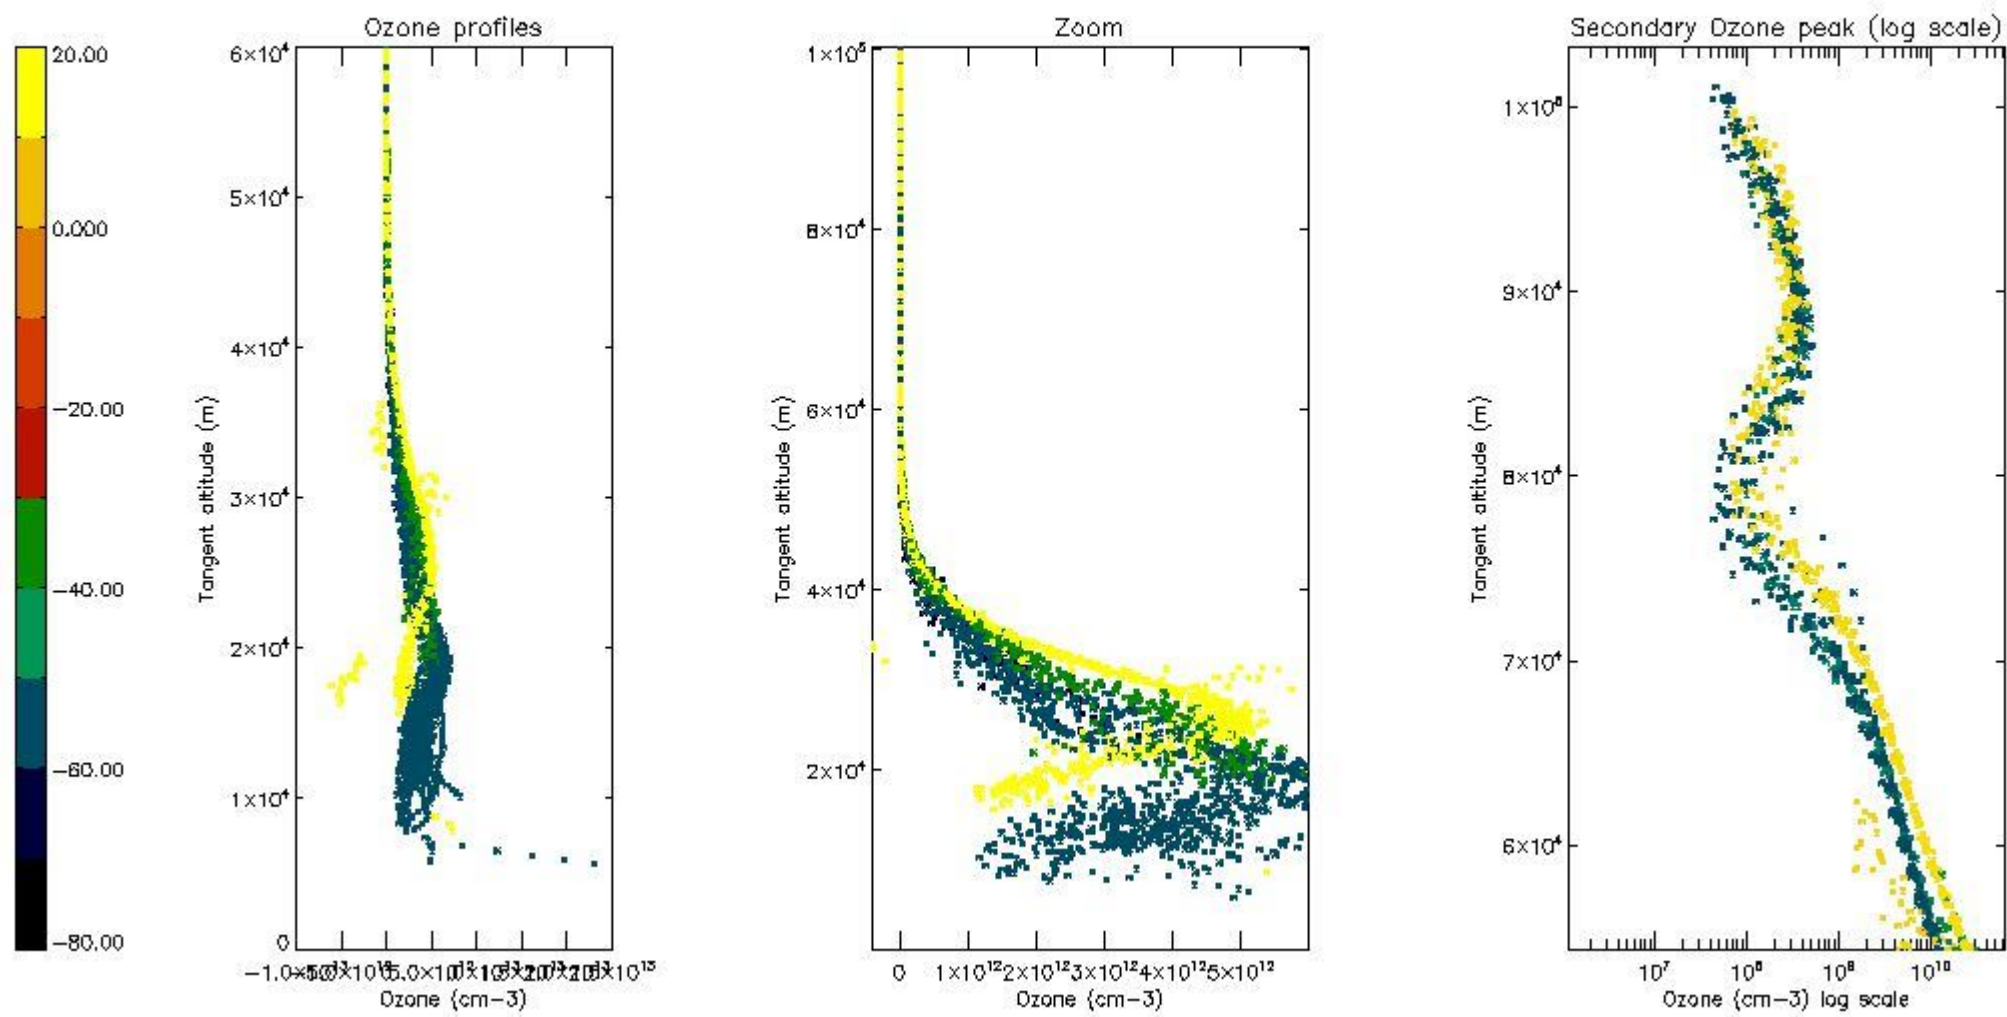 Ozone profiles
Zoom
Secondary Ozone peak (log scale)
20.00
0.000
−20.00
−40.00
−60.00
−80.00
6×10⁴
5×10⁴
4×10⁴
3×10⁴
2×10⁴
1×10⁴
0
Tangent altitude (m)
Ozone (cm−3)
1×10⁵
8×10⁴
6×10⁴
4×10⁴
2×10⁴
Tangent altitude (m)
0 1×10¹² 2×10¹² 3×10¹² 4×10¹² 5×10¹²
Ozone (cm−3)
9×10⁴
8×10⁴
7×10⁴
6×10⁴
Tangent altitude (m)
10⁷ 10⁸ 10⁹ 10¹⁰
Ozone (cm−3) log scale